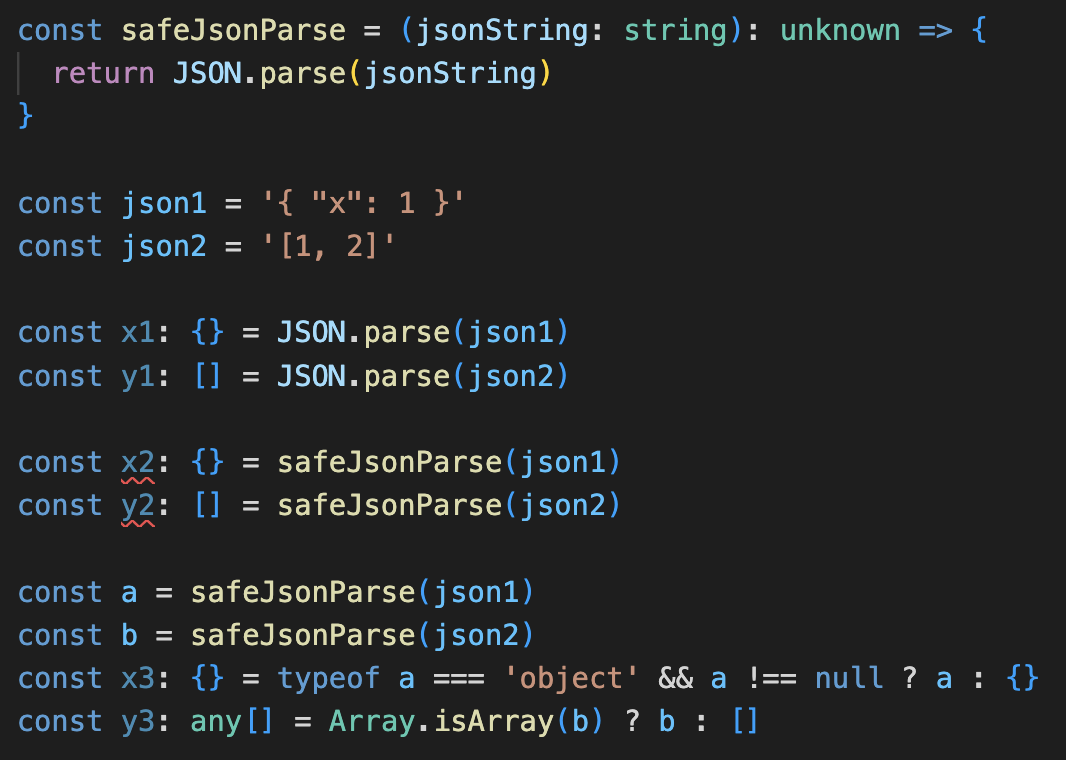 const safeJsonParse = (jsonString: string): unknown => {
  return JSON.parse(jsonString)
}

const json1 = '{ "x": 1 }'
const json2 = '[1, 2]'

const x1: {} = JSON.parse(json1)
const y1: [] = JSON.parse(json2)

const x2: {} = safeJsonParse(json1)
const y2: [] = safeJsonParse(json2)

const a = safeJsonParse(json1)
const b = safeJsonParse(json2)
const x3: {} = typeof a === 'object' && a !== null ? a : {}
const y3: any[] = Array.isArray(b) ? b : []